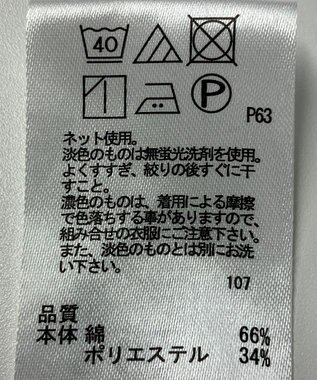 40
P
P63
ネット使用。
淡色のものは無蛍光洗剤を使用。
よくすすぎ、絞りの後すぐに干
すこと。
濃色のものは、着用による摩擦
で色落ちする事がありますので、
組み合せの衣服にご注意下さい。
また、淡色のものとは別にお洗
い下さい。
107
品質
本体 綿 66%
ポリエステル 34%